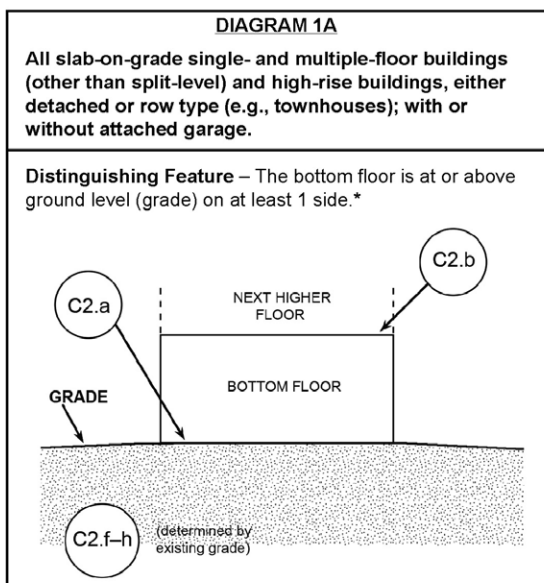 DIAGRAM 1A
All slab-on-grade single- and multiple-floor buildings
(other than split-level) and high-rise buildings, either
detached or row type (e.g., townhouses); with or
without attached garage.
Distinguishing Feature – The bottom floor is at or above
ground level (grade) on at least 1 side.*
C2.b
C2.a
NEXT HIGHER
FLOOR
BOTTOM FLOOR
GRADE
C2.f–h
(determined by
existing grade)